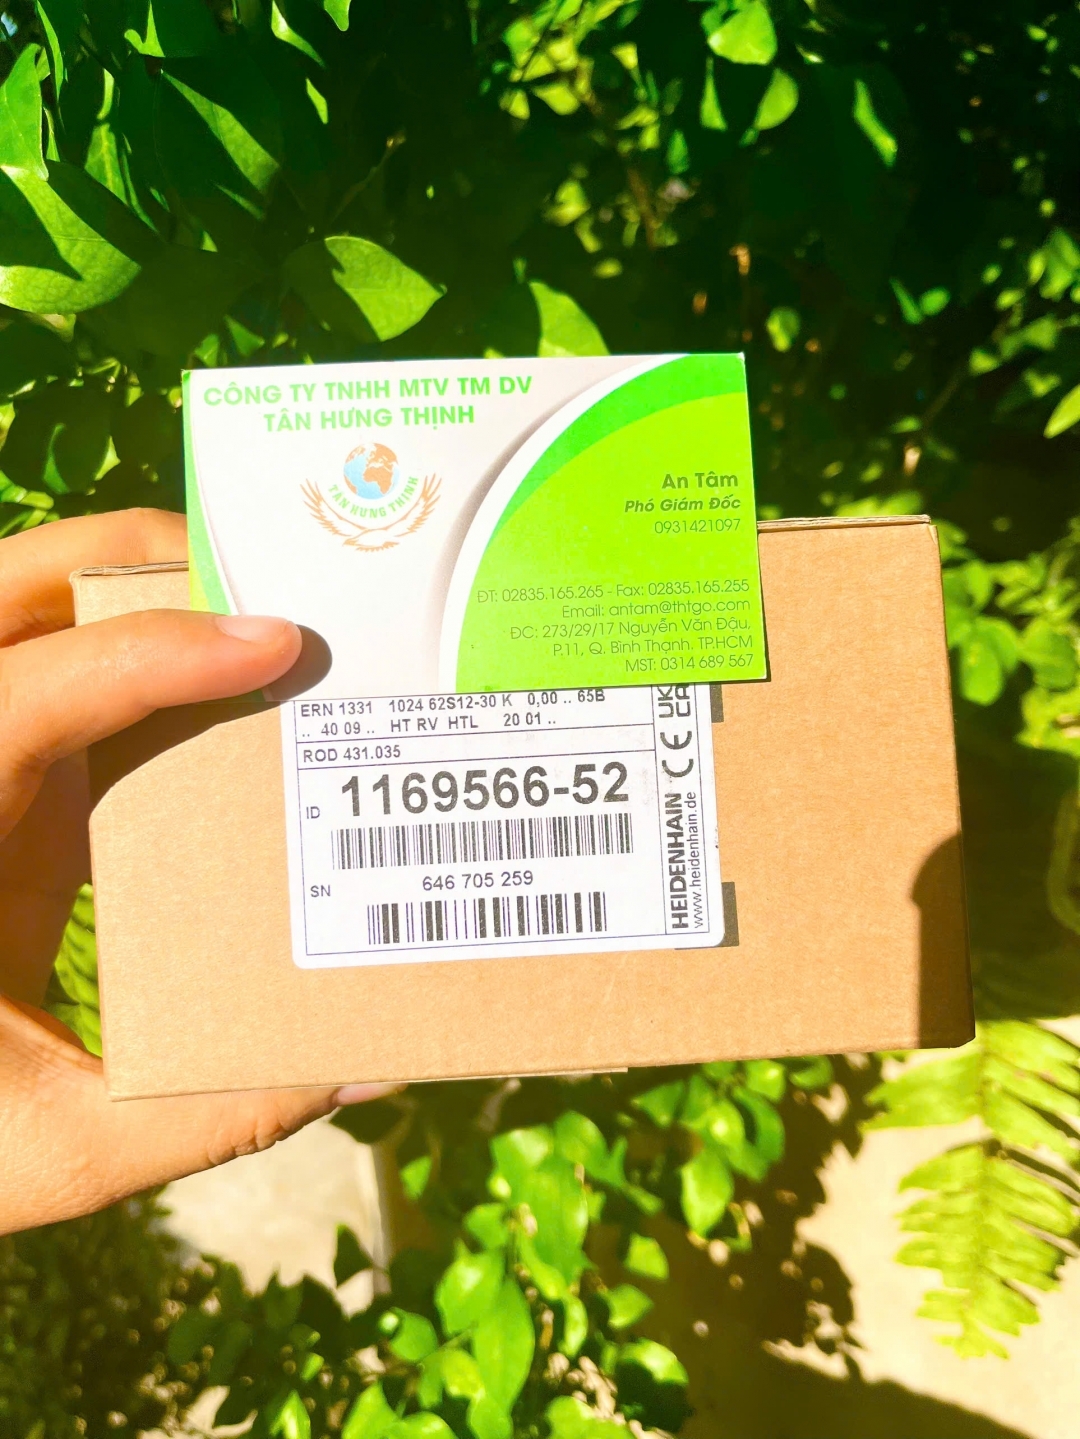 CÔNG TY TNHH MTV TM DV
TÂN HƯNG THỊNH
TÂN HƯNG THỊNH
An Tâm
Phó Giám Đốc
0931421097
ĐT: 02835.165.265 - Fax: 02835.165.255
Email: antam@thtgo.com
ĐC: 273/29/17 Nguyễn Văn Đậu,
P.11, Q. Bình Thạnh. TP.HCM
MST: 0314 689 567
ERN 1331 1024 62S12-30 K 0,00 .. 65B
.. 40 09 .. HT RV HTL 20 01 ..
ROD 431.035
ID 1169566-52
SN 646 705 259
HEIDENHAIN CE UK CA
www.heidenhain.de